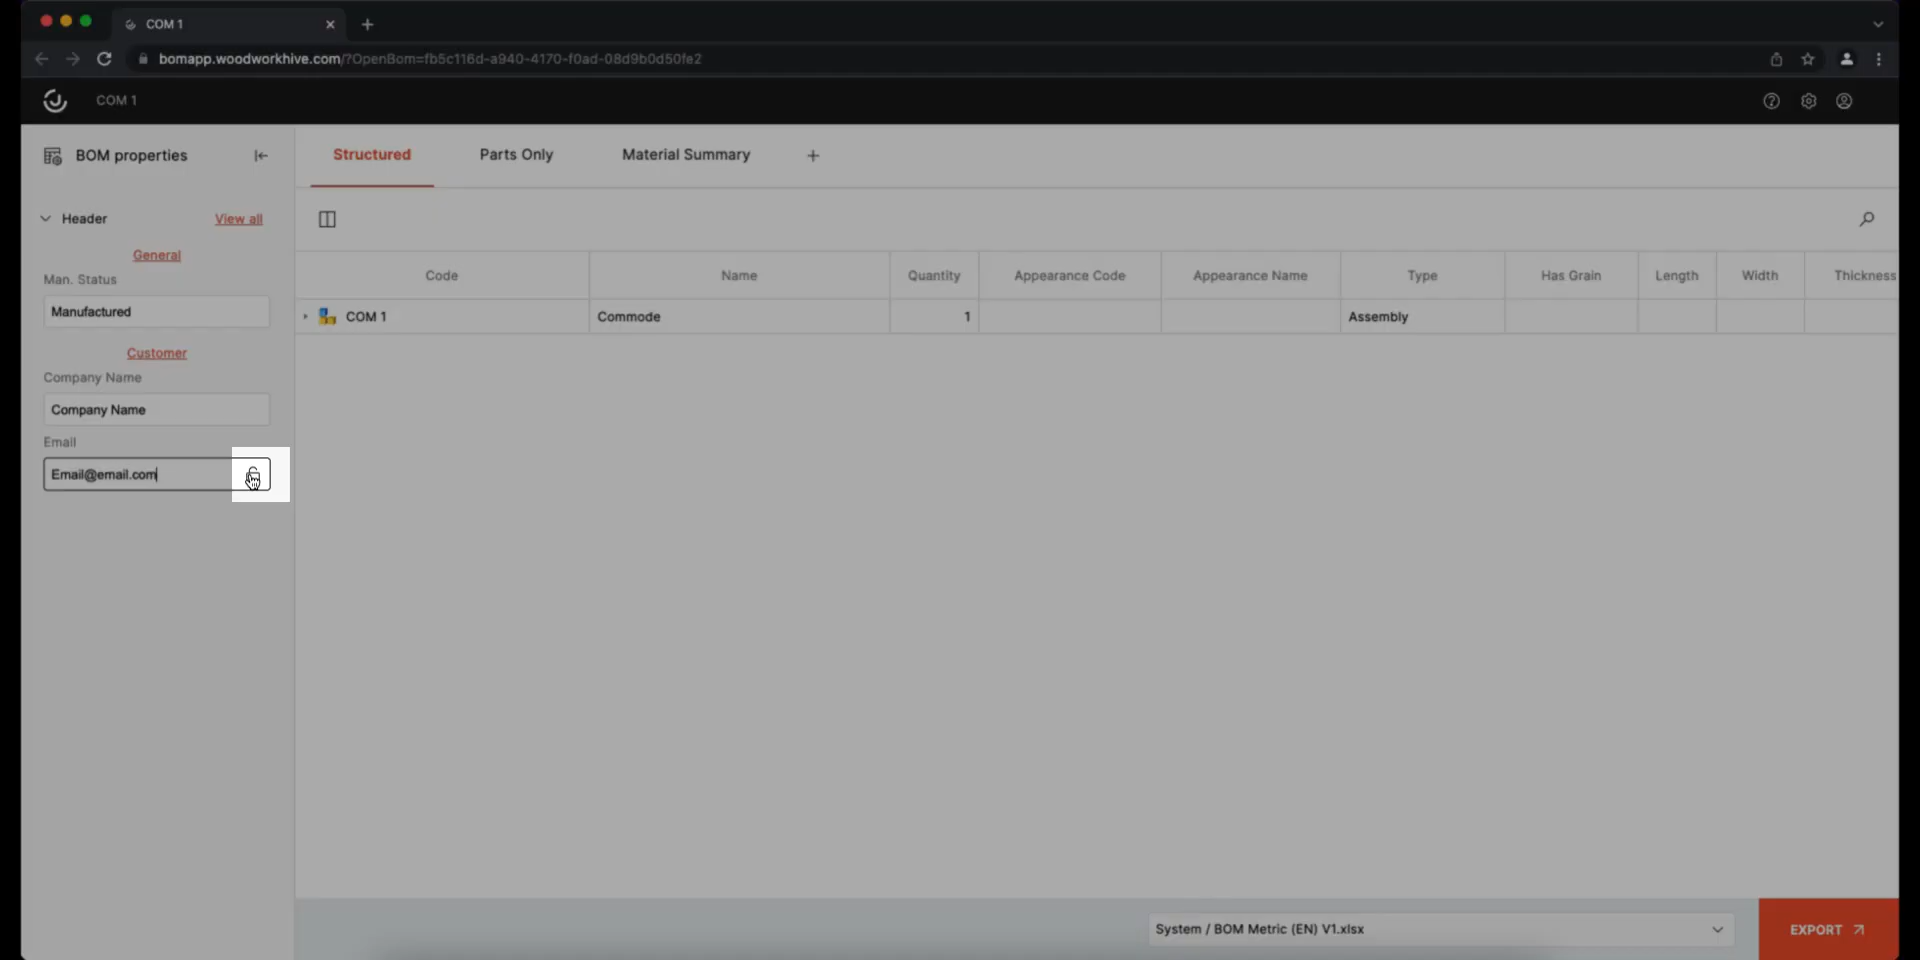 COM 1
bomapp.woodworkhive.com/?OpenBom=fb5c116d-a940-4170-f0ad-08d9b0d50fe2
COM 1
BOM properties
Structured
Parts Only
Material Summary
Header
View all
General
Man. Status
Manufactured
Customer
Company Name
Company Name
Email
Email@email.com
Code
Name
Quantity
Appearance Code
Appearance Name
Type
Has Grain
Length
Width
Thickness
COM 1
Commode
1
Assembly
System / BOM Metric (EN) V1.xlsx
EXPORT